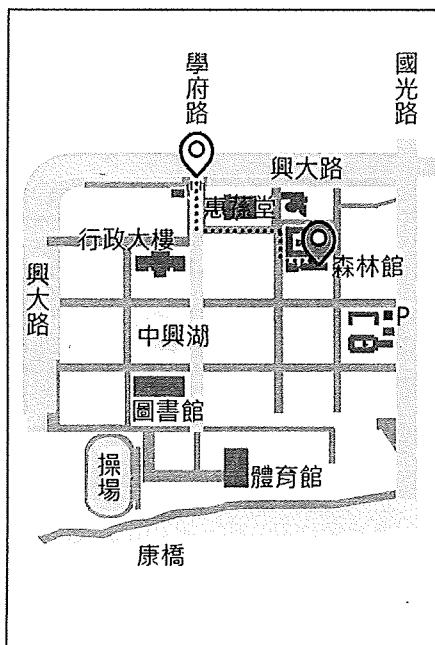 學府路
國光路
興大路
惠蓀堂
行政大樓
森林館
興大路
P
中興湖
圖書館
操場
體育館
康橋